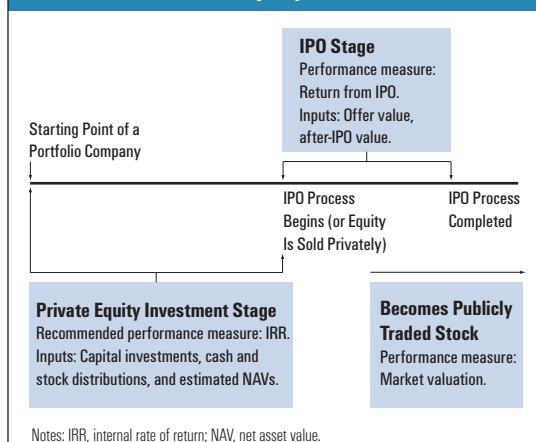 IPO Stage
Performance measure:
Return from IPO.
Inputs: Offer value,
after-IPO value.
Starting Point of a
Portfolio Company
IPO Process
Begins (or Equity
Is Sold Privately)
IPO Process
Completed
Private Equity Investment Stage
Recommended performance measure: IRR.
Inputs: Capital investments, cash and
stock distributions, and estimated NAVs.
Becomes Publicly
Traded Stock
Performance measure:
Market valuation.
Notes: IRR, internal rate of return; NAV, net asset value.